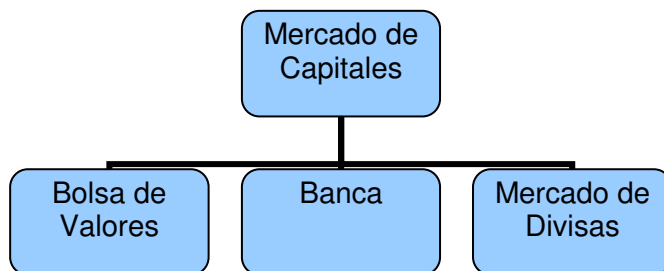 Mercado de
Capitales
Bolsa de
Valores
Banca
Mercado de
Divisas